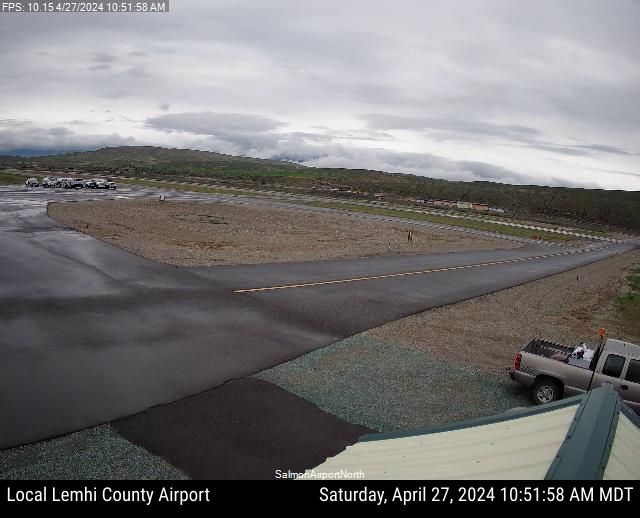 FPS: 10.15 4/27/2024 10:51:58 AM
SalmonAirportNorth
Local Lemhi County Airport Saturday, April 27, 2024 10:51:58 AM MDT